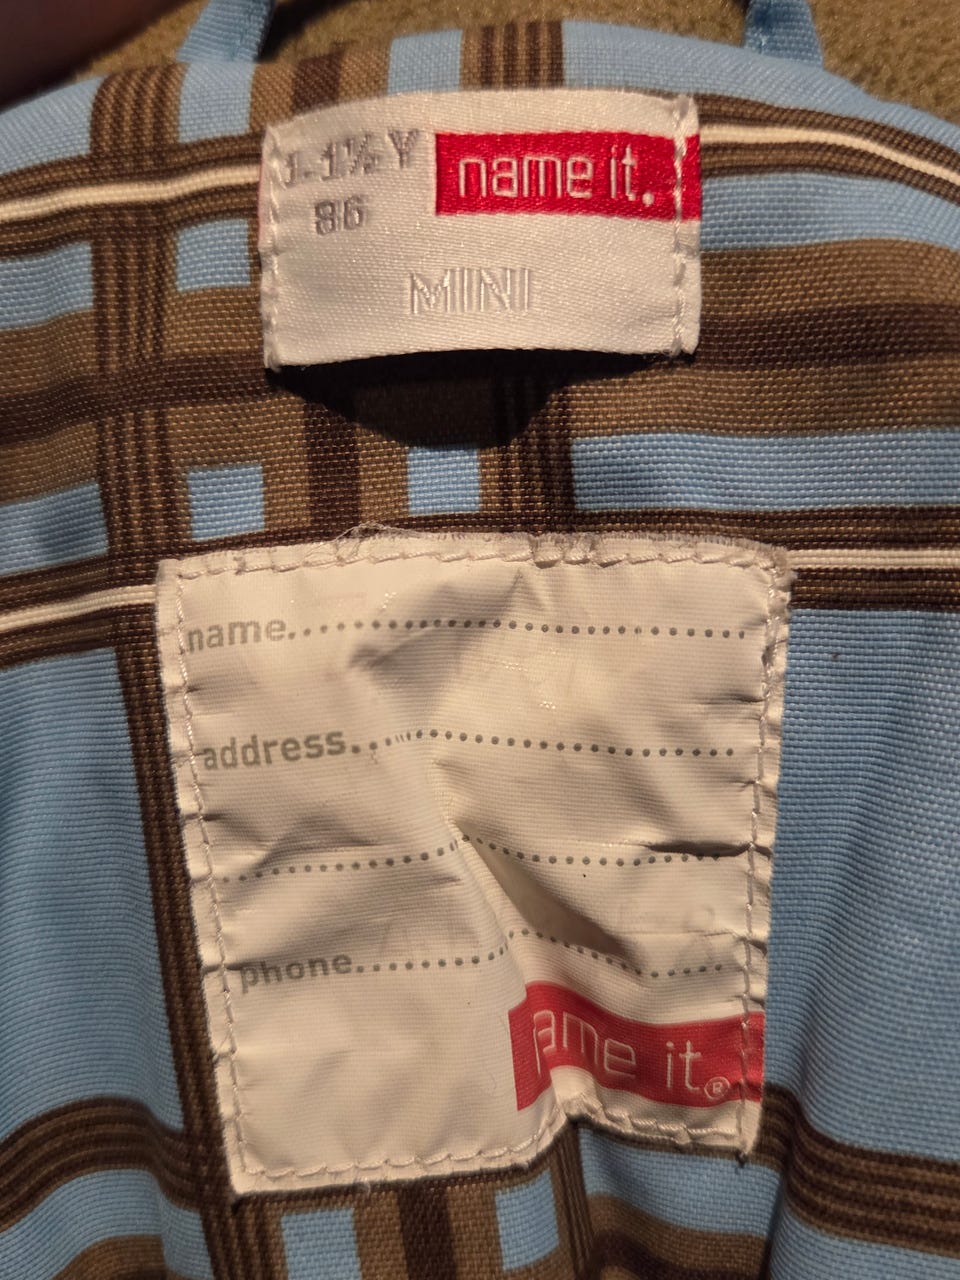 1-1½ Y
name it.
86
MINI
name..............................
address..........................
..............................
phone..........................
name it.®